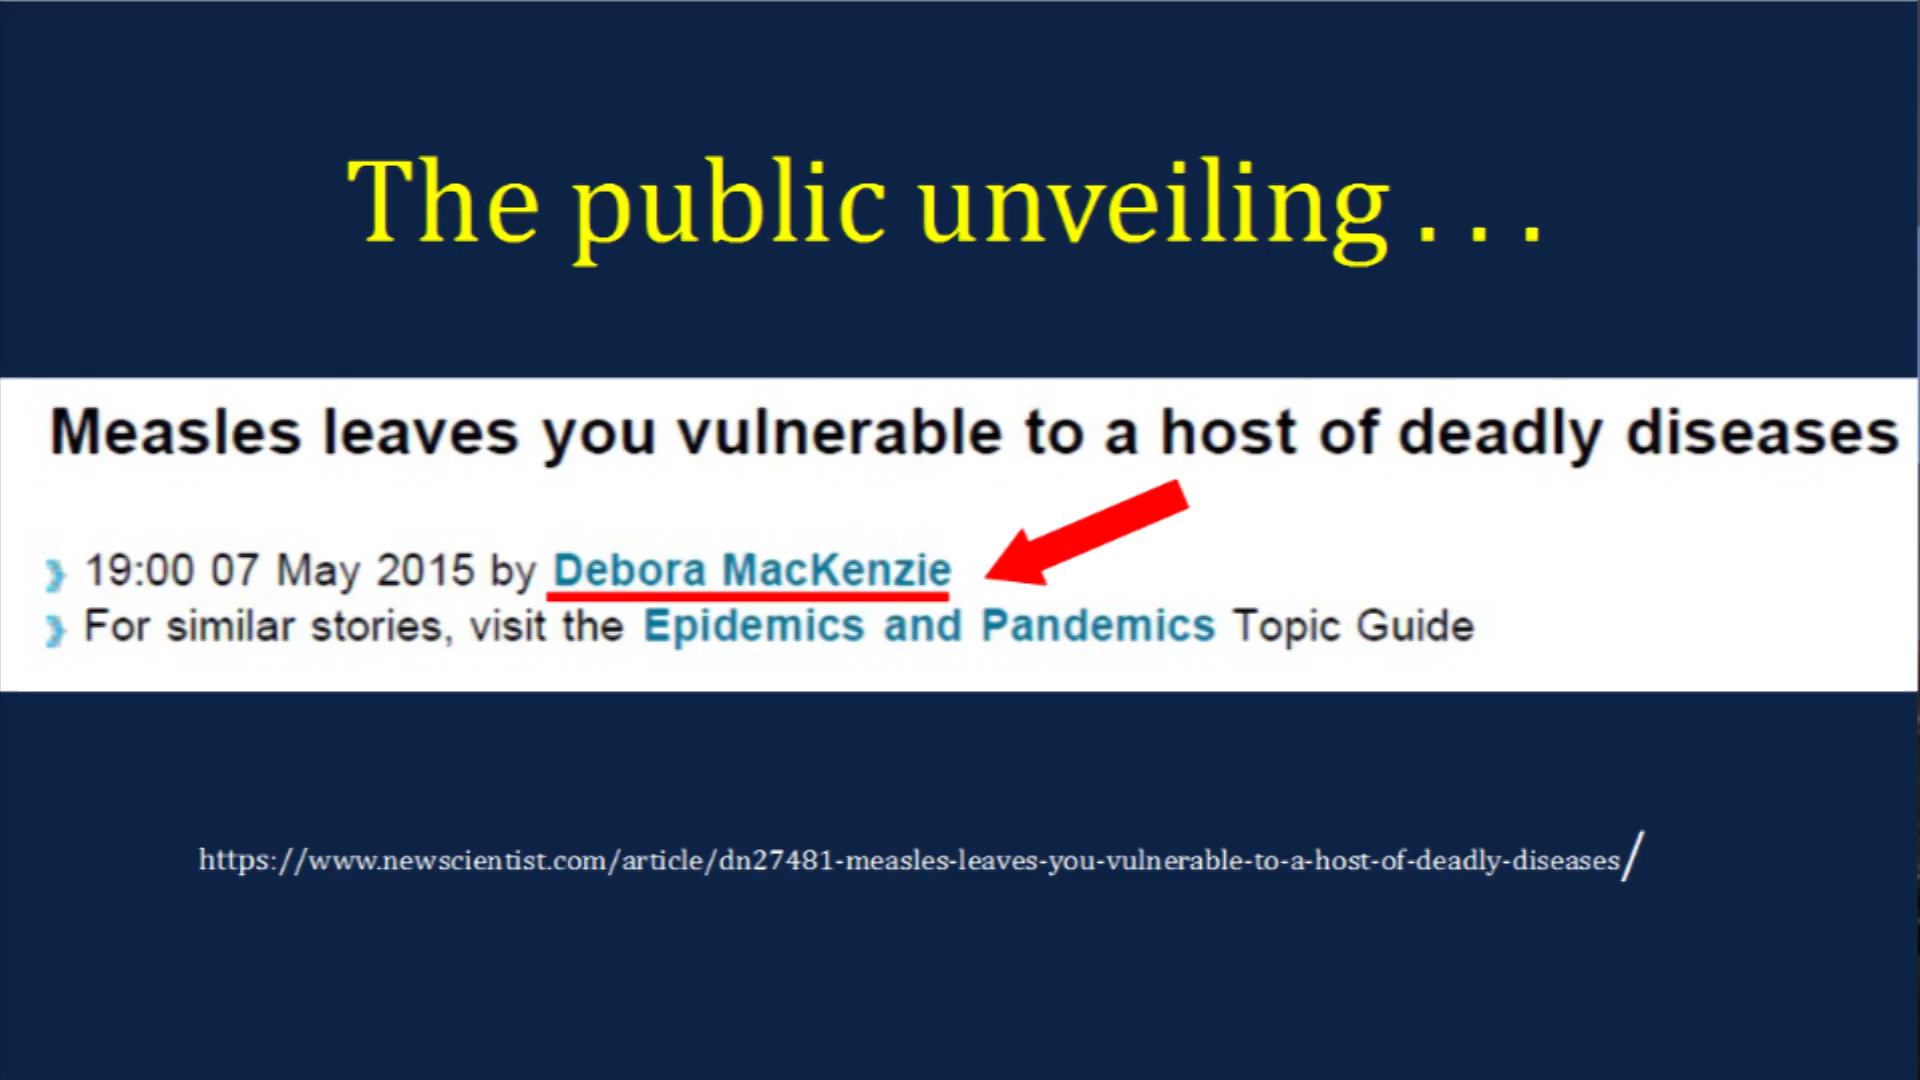 The public unveiling . . .
Measles leaves you vulnerable to a host of deadly diseases
19:00 07 May 2015 by Debora MacKenzie
For similar stories, visit the Epidemics and Pandemics Topic Guide
https://www.newscientist.com/article/dn27481-measles-leaves-you-vulnerable-to-a-host-of-deadly-diseases/